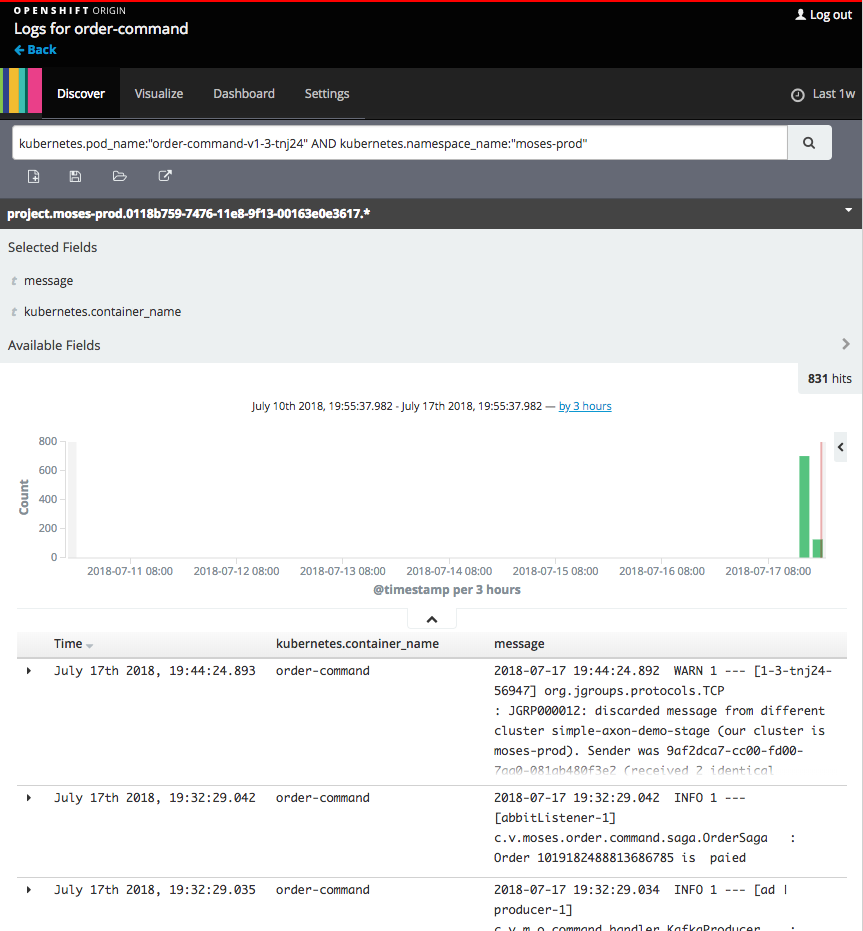 OPENSHIFT ORIGIN
Log out
Logs for order-command
Back
Discover Visualize Dashboard Settings Last 1w
kubernetes.pod_name:"order-command-v1-3-tnj24" AND kubernetes.namespace_name:"moses-prod"
project.moses-prod.0118b759-7476-11e8-9f13-00163e0e3617.*
Selected Fields
t message
t kubernetes.container_name
Available Fields
831 hits
July 10th 2018, 19:55:37.982 - July 17th 2018, 19:55:37.982 — by 3 hours
800
600
400
200
0
Count
2018-07-11 08:00 2018-07-12 08:00 2018-07-13 08:00 2018-07-14 08:00 2018-07-15 08:00 2018-07-16 08:00 2018-07-17 08:00
@timestamp per 3 hours
Time kubernetes.container_name message
July 17th 2018, 19:44:24.893 order-command 2018-07-17 19:44:24.892 WARN 1 --- [1-3-tnj24-
56947] org.jgroups.protocols.TCP
: JGRP000012: discarded message from different
cluster simple-axon-demo-stage (our cluster is
moses-prod). Sender was 9af2dca7-cc00-fd00-
7aa0-081ab480f3e2 (received 2 identical
July 17th 2018, 19:32:29.042 order-command 2018-07-17 19:32:29.042 INFO 1 ---
[abbitListener-1]
c.v.moses.order.command.saga.OrderSaga :
Order 1019182488813686785 is paied
July 17th 2018, 19:32:29.035 order-command 2018-07-17 19:32:29.034 INFO 1 --- [ad |
producer-1]
c.v.m.o.command.handler.KafkaProducer :